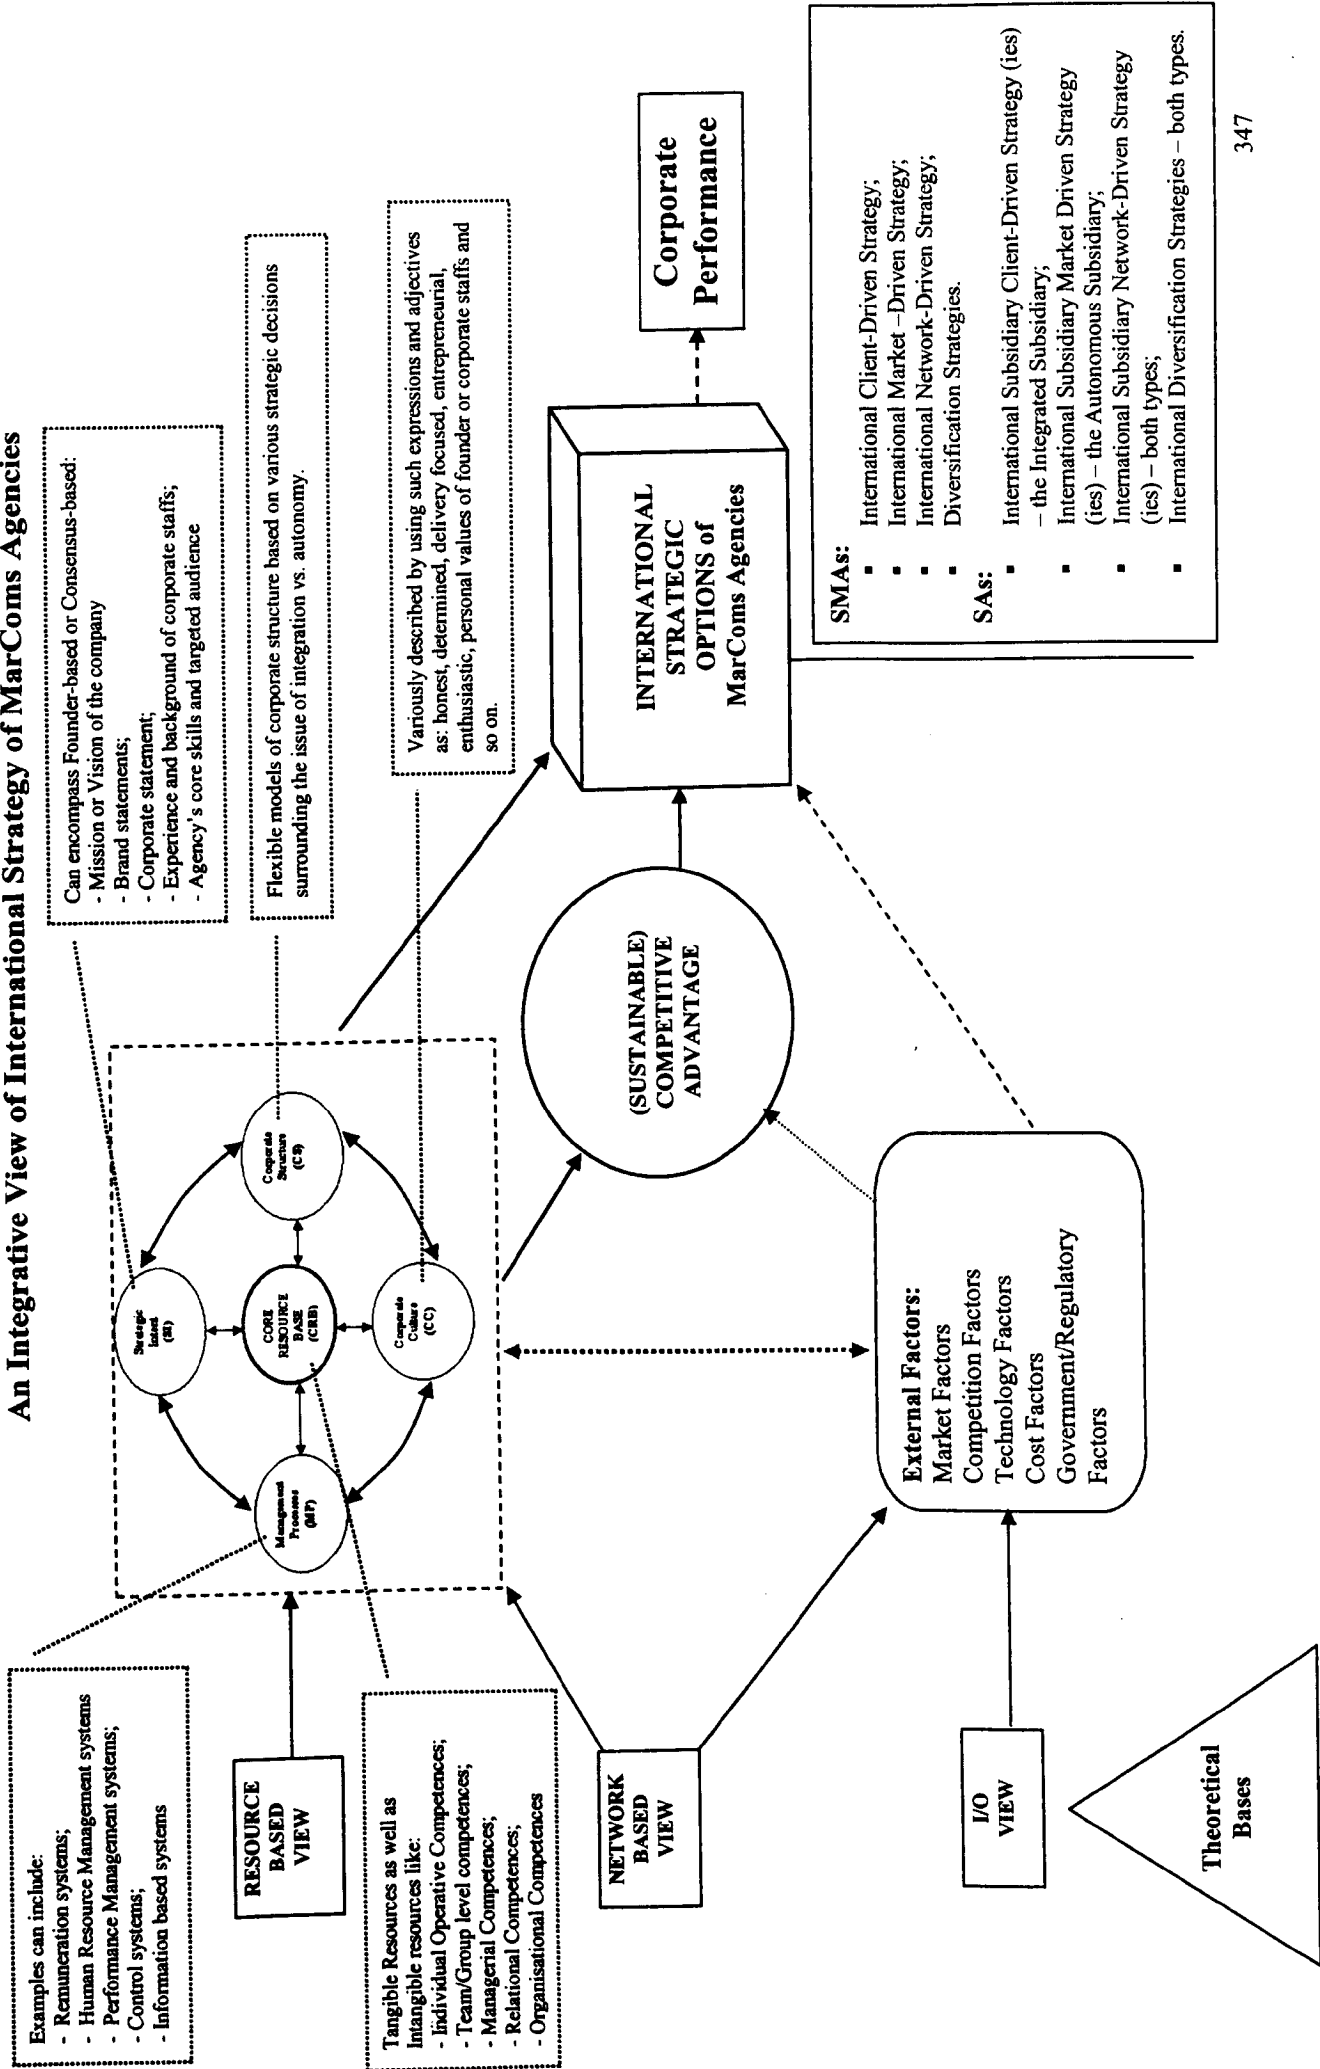 An Integrative View of International Strategy of MarComs Agencies
Examples can include:
- Remuneration systems;
- Human Resource Management systems
- Performance Management systems;
- Control systems;
- Information based systems
RESOURCE
BASED
VIEW
Tangible Resources as well as
Intangible resources like:
- Individual Operative Competences;
- Team/Group level competences;
- Managerial Competences;
- Relational Competences;
- Organisational Competences
NETWORK
BASED
VIEW
I/O
VIEW
Theoretical
Bases
Management
Processes
(MP)
Strategic
Intent
(SI)
CORE
RESOURCE
BASE
(CRB)
Corporate
Culture
(CC)
Corporate
Structure
(CS)
External Factors:
Market Factors
Competition Factors
Technology Factors
Cost Factors
Government/Regulatory
Factors
Can encompass Founder-based or Consensus-based:
- Mission or Vision of the company
- Brand statements;
- Corporate statement;
- Experience and background of corporate staffs;
- Agency's core skills and targeted audience
Flexible models of corporate structure based on various strategic decisions
surrounding the issue of integration vs. autonomy.
Variously described by using such expressions and adjectives
as: honest, determined, delivery focused, entrepreneurial,
enthusiastic, personal values of founder or corporate staffs and
so on.
(SUSTAINABLE)
COMPETITIVE
ADVANTAGE
INTERNATIONAL
STRATEGIC
OPTIONS of
MarComs Agencies
Corporate
Performance
SMAs:
▪ International Client-Driven Strategy;
▪ International Market –Driven Strategy;
▪ International Network-Driven Strategy;
▪ Diversification Strategies.
SAs:
▪ International Subsidiary Client-Driven Strategy (ies)
– the Integrated Subsidiary;
▪ International Subsidiary Market Driven Strategy
(ies) – the Autonomous Subsidiary;
▪ International Subsidiary Network-Driven Strategy
(ies) – both types;
▪ International Diversification Strategies – both types.
347